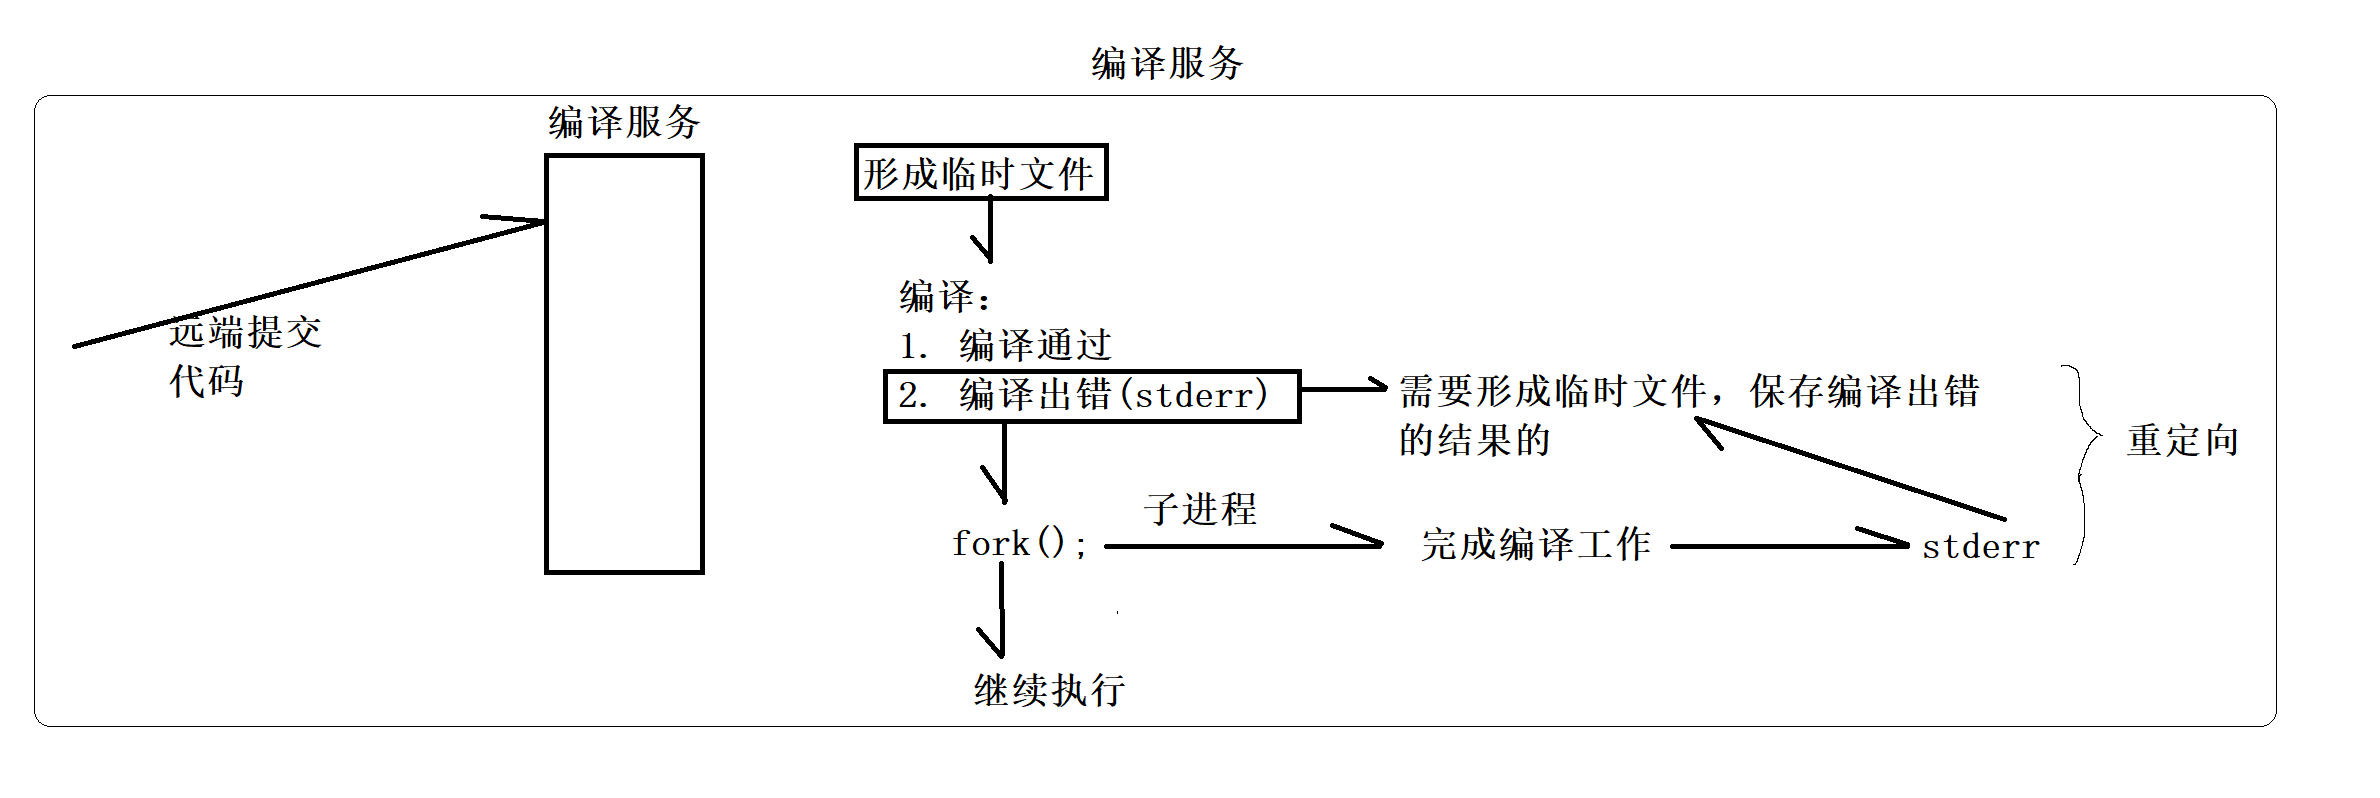 编译服务
编译服务
远端提交
代码
形成临时文件
编译：
1. 编译通过
2. 编译出错(stderr)
需要形成临时文件，保存编译出错
的结果的
重定向
子进程
fork();
完成编译工作
stderr
继续执行